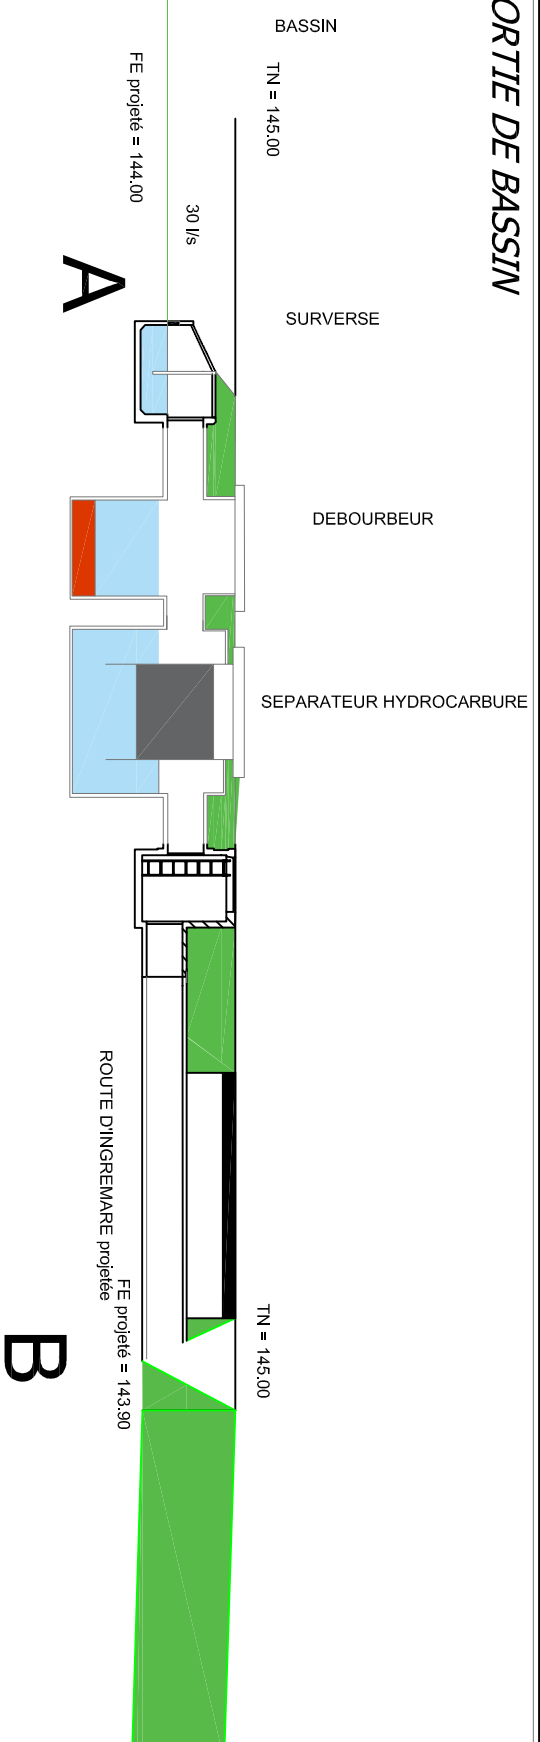 ORTIE DE BASSIN
BASSIN
TN = 145.00
FE projeté = 144.00
30 l/s
A
SURVERSE
DEBOURBEUR
SEPARATEUR HYDROCARBURE
ROUTE D'INGREMARE projetée
FE projeté = 143.90
TN = 145.00
B